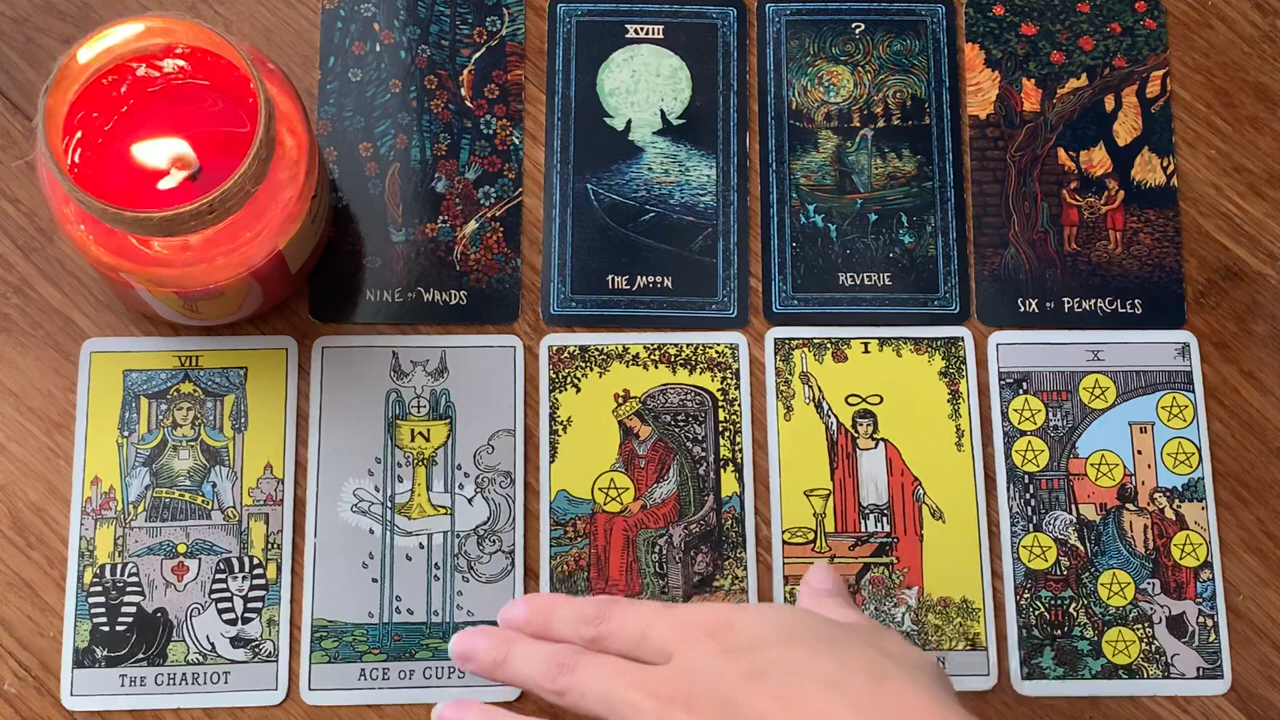 NINE OF WANDS
XVIII
THE MOON
?
REVERIE
SIX OF PENTACLES
VII
THE CHARIOT
M
ACE OF CUPS
I
X